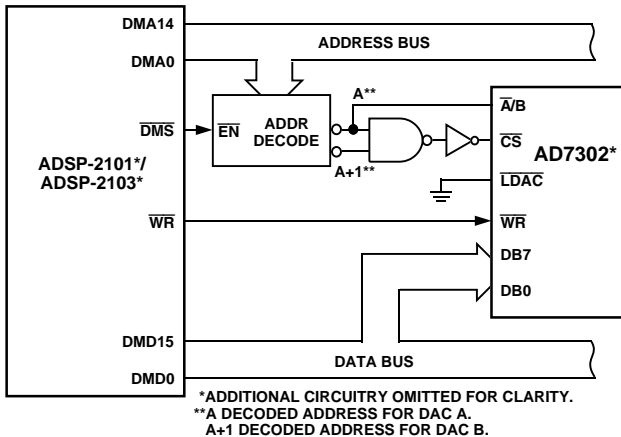 DMA14
ADDRESS BUS
DMA0
A**
A/B
ADDR
DECODE
DMS
EN
CS
ADSP-2101*/
ADSP-2103*
AD7302*
A+1**
LDAC
WR
WR
DB7
DB0
DMD15
DATA BUS
DMD0
*ADDITIONAL CIRCUITRY OMITTED FOR CLARITY.
**A DECODED ADDRESS FOR DAC A.
A+1 DECODED ADDRESS FOR DAC B.